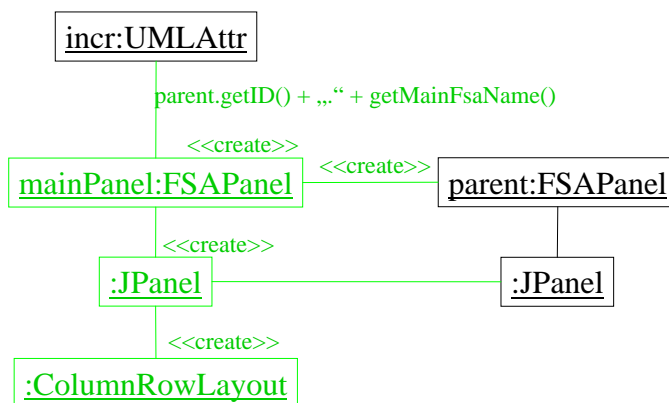 incr:UMLAttr
parent.getID() + „.“ + getMainFsaName()
<<create>>
<<create>>
mainPanel:FSAPanel
parent:FSAPanel
<<create>>
:JPanel
:JPanel
<<create>>
:ColumnRowLayout